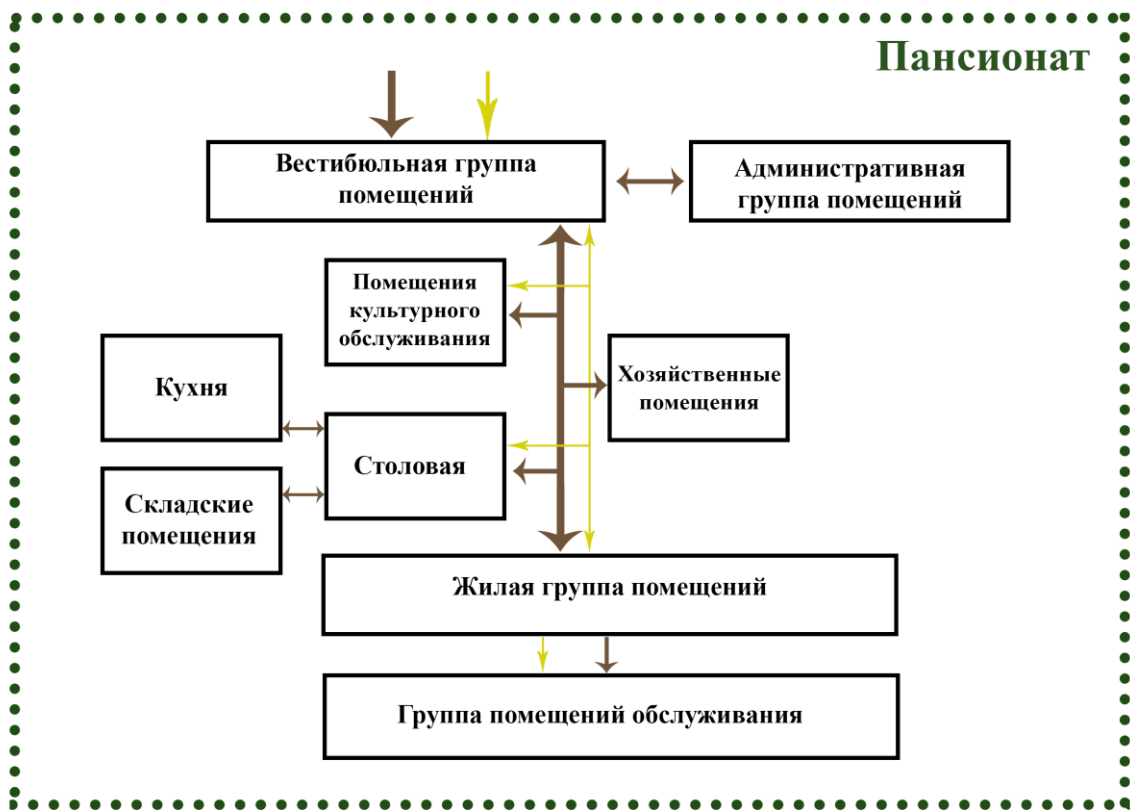 Пансионат
Вестибюльная группа
помещений
Административная
группа помещений
Помещения
культурного
обслуживания
Хозяйственные
помещения
Кухня
Столовая
Складские
помещения
Жилая группа помещений
Группа помещений обслуживания